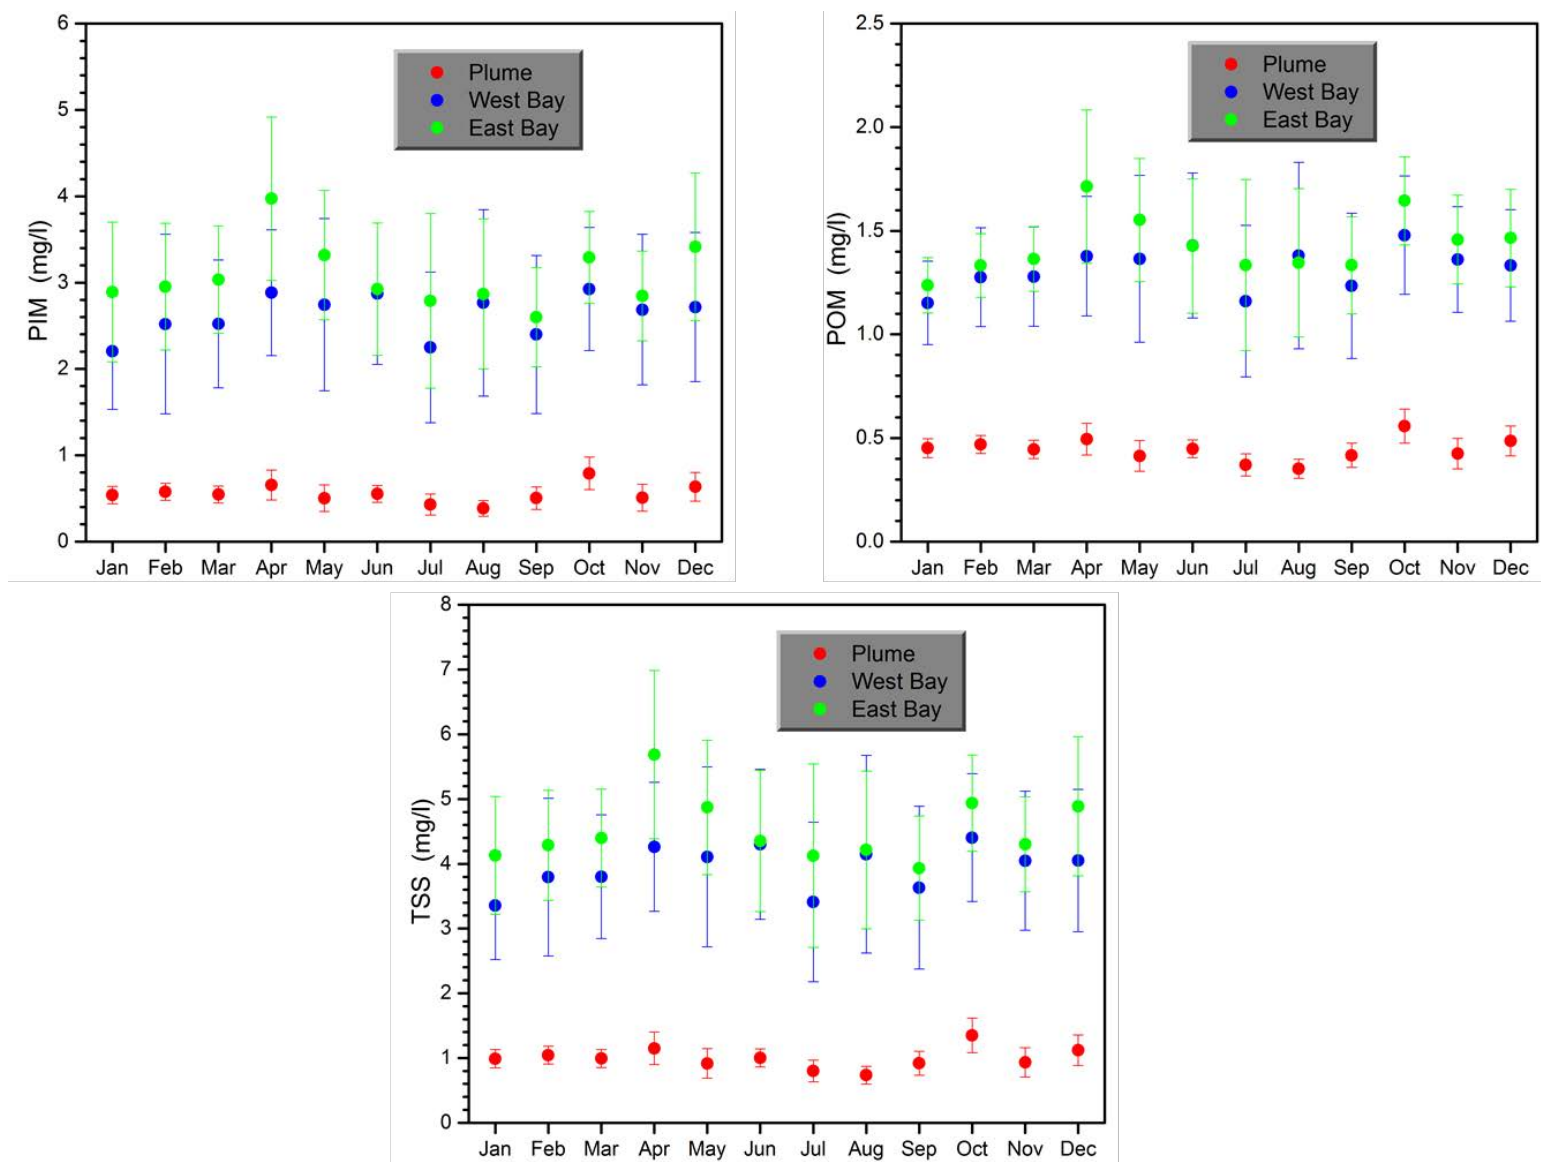 6
5
4
3
2
1
0
PIM (mg/l)
Plume
West Bay
East Bay
Jan Feb Mar Apr May Jun Jul Aug Sep Oct Nov Dec
2.5
2.0
1.5
1.0
0.5
0.0
POM (mg/l)
Plume
West Bay
East Bay
Jan Feb Mar Apr May Jun Jul Aug Sep Oct Nov Dec
8
7
6
5
4
3
2
1
0
TSS (mg/l)
Plume
West Bay
East Bay
Jan Feb Mar Apr May Jun Jul Aug Sep Oct Nov Dec